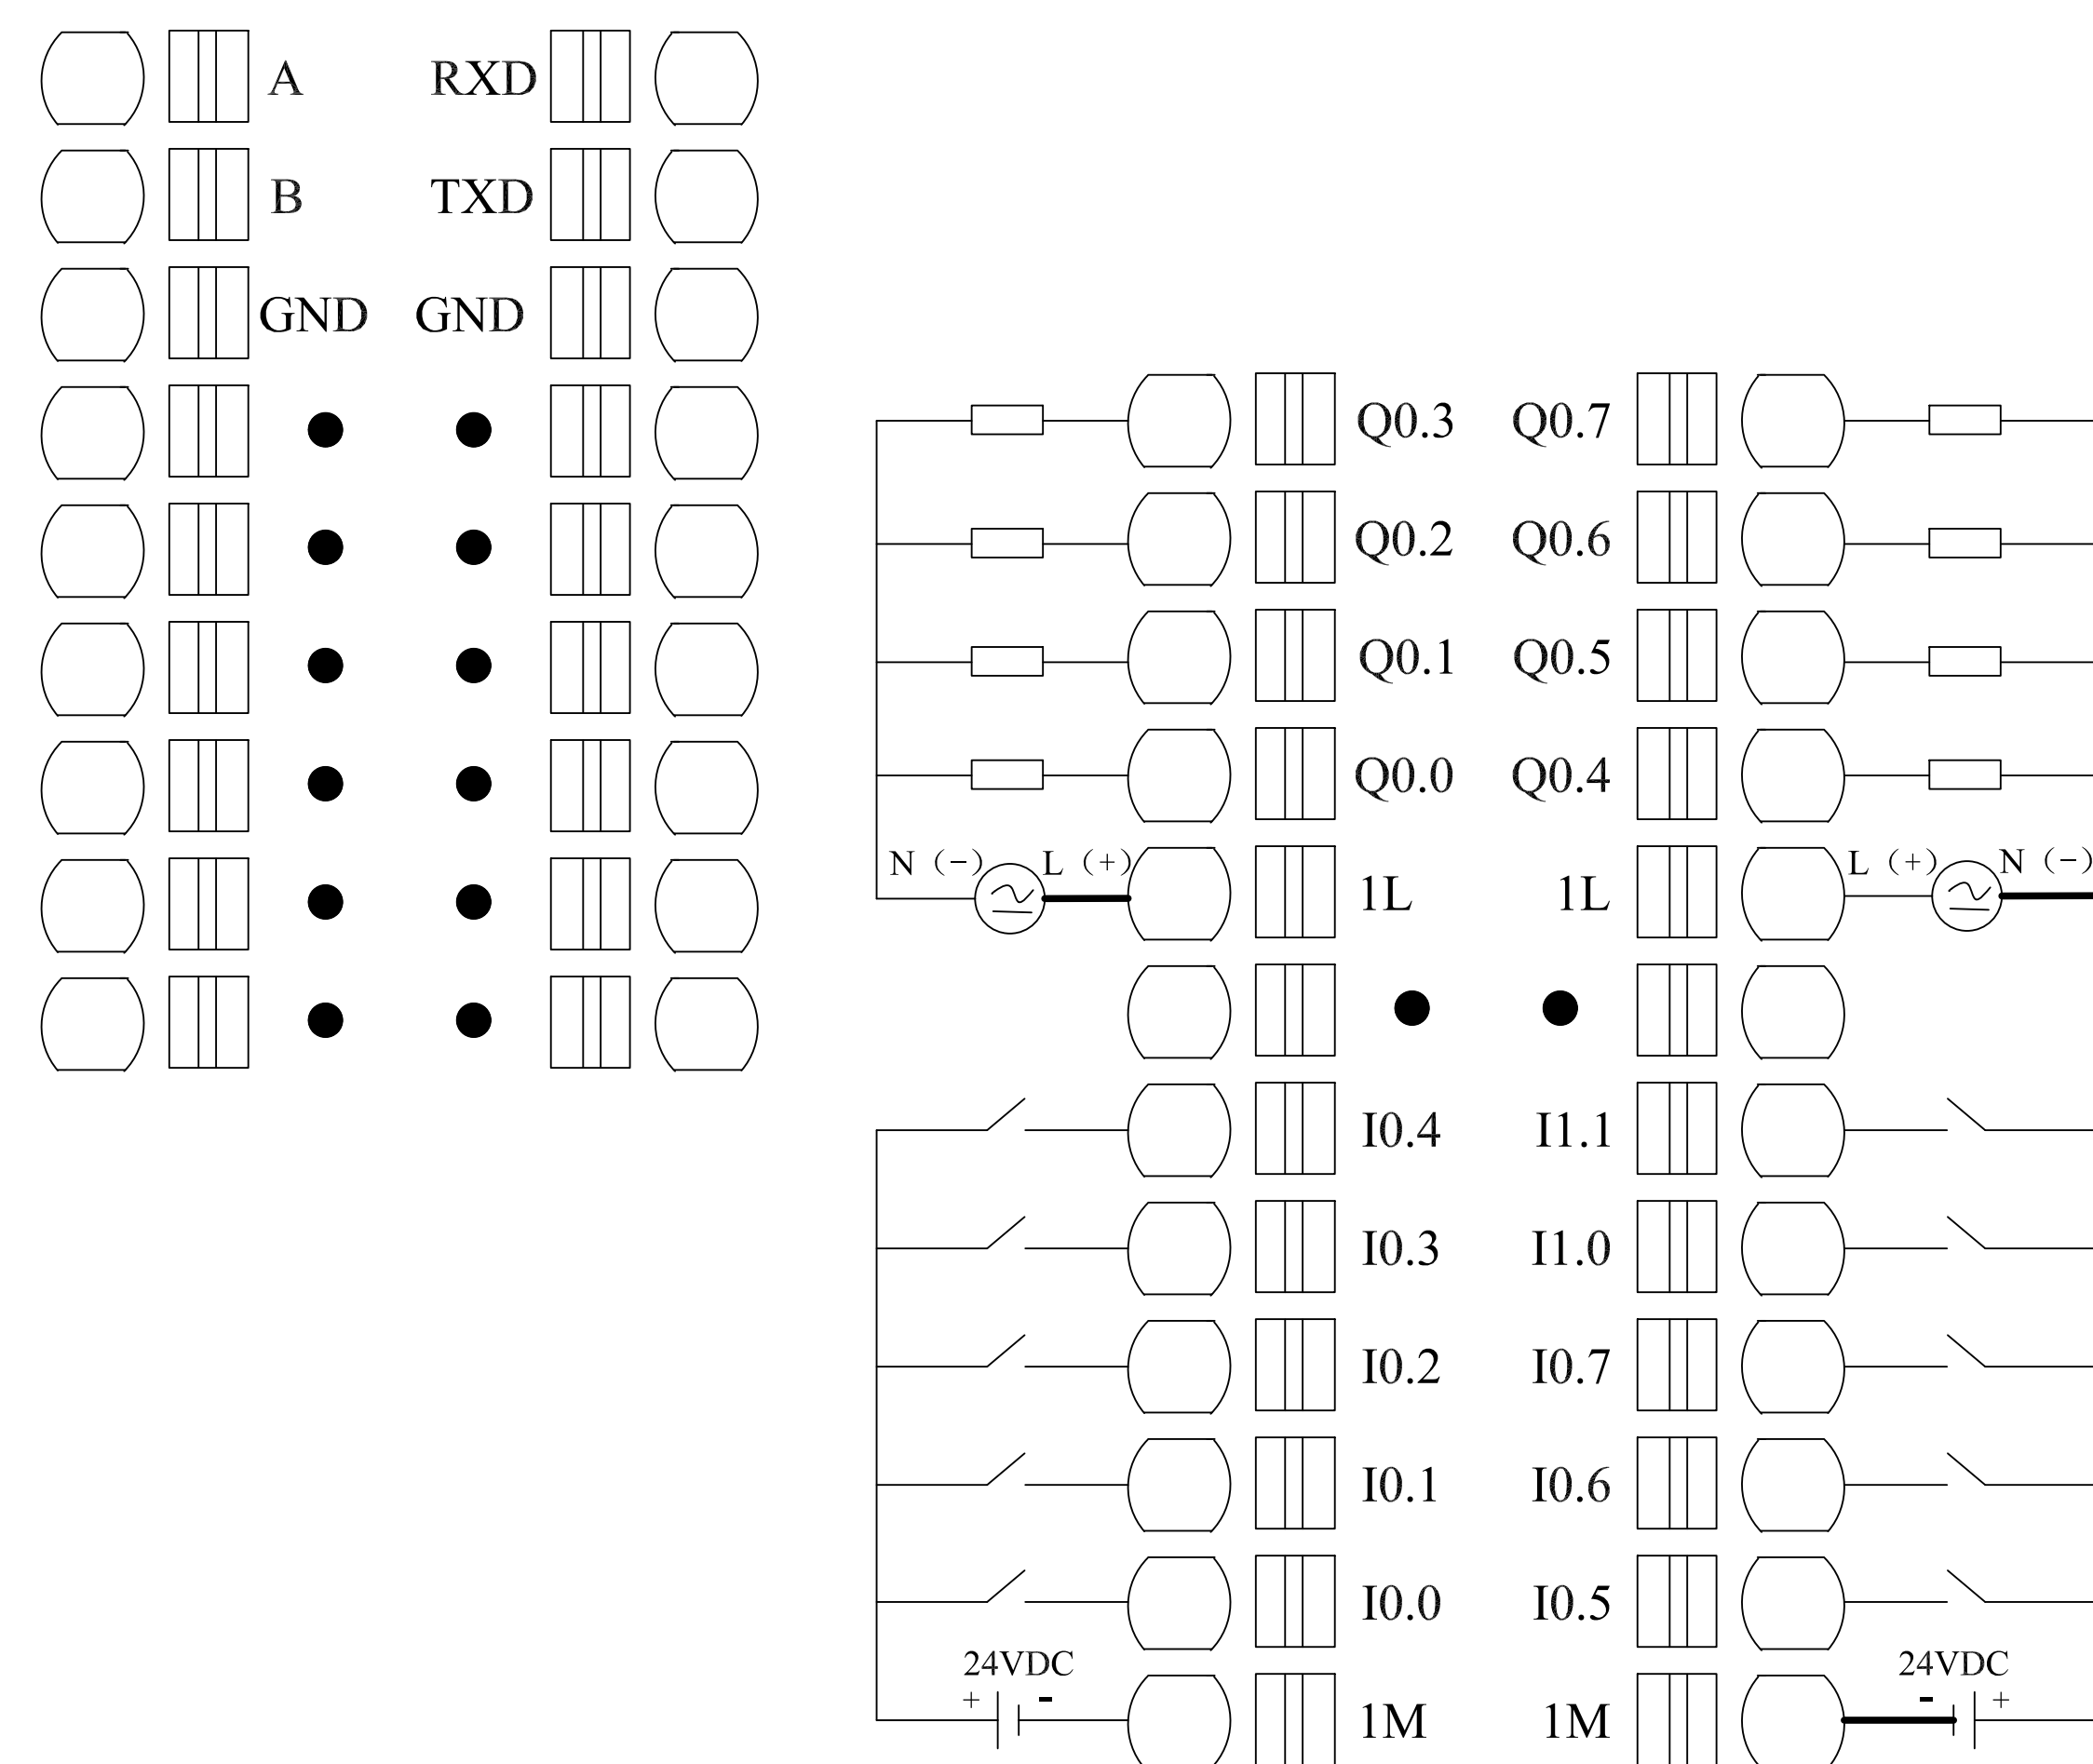 A RXD
B TXD
GND GND
Q0.3 Q0.7
Q0.2 Q0.6
Q0.1 Q0.5
Q0.0 Q0.4
N (-) L (+) L (+) N (-)
1L 1L
I0.4 I1.1
I0.3 I1.0
I0.2 I0.7
I0.1 I0.6
I0.0 I0.5
24VDC 24VDC
+ - - +
1M 1M